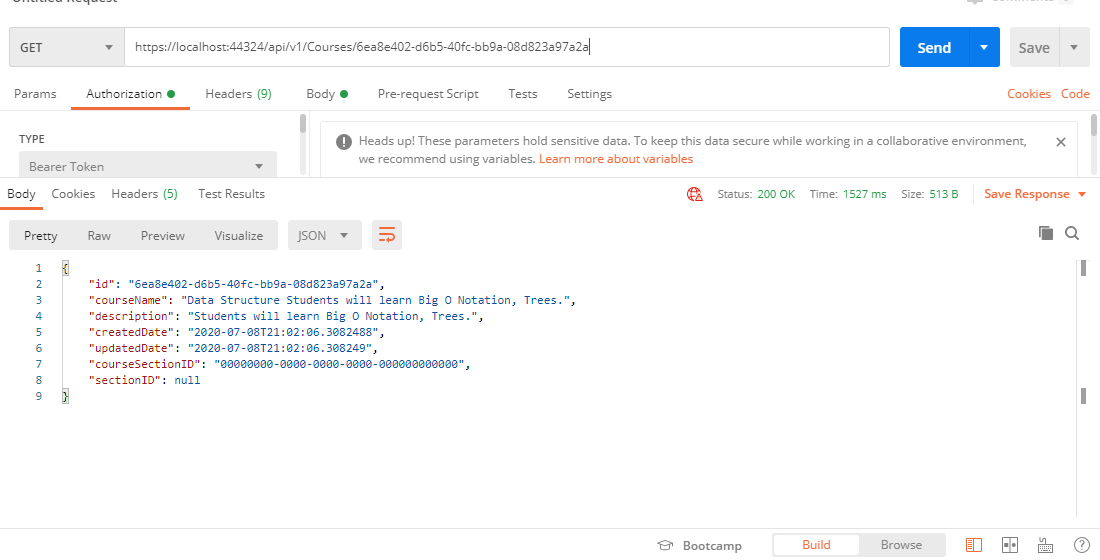 Untitled Request
Comments 0
GET https://localhost:44324/api/v1/Courses/6ea8e402-d6b5-40fc-bb9a-08d823a97a2a Send Save
Params Authorization Headers (9) Body Pre-request Script Tests Settings Cookies Code
TYPE
Bearer Token
Heads up! These parameters hold sensitive data. To keep this data secure while working in a collaborative environment,
we recommend using variables. Learn more about variables
Body Cookies Headers (5) Test Results Status: 200 OK Time: 1527 ms Size: 513 B Save Response
Pretty Raw Preview Visualize JSON
1 {
2 "id": "6ea8e402-d6b5-40fc-bb9a-08d823a97a2a",
3 "courseName": "Data Structure Students will learn Big O Notation, Trees.",
4 "description": "Students will learn Big O Notation, Trees.",
5 "createdDate": "2020-07-08T21:02:06.3082488",
6 "updatedDate": "2020-07-08T21:02:06.308249",
7 "courseSectionID": "00000000-0000-0000-0000-000000000000",
8 "sectionID": null
9 }
Bootcamp Build Browse